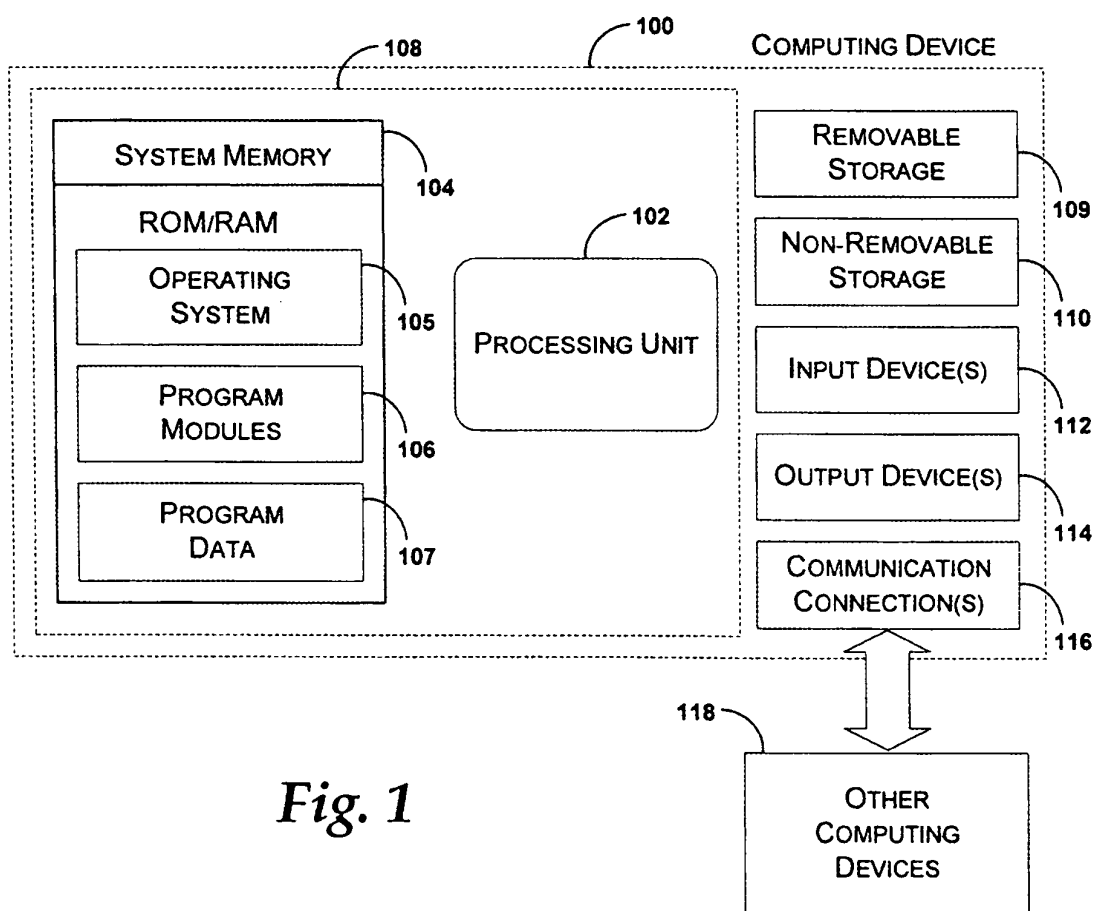 100
COMPUTING DEVICE
108
SYSTEM MEMORY
104
ROM/RAM
OPERATING
SYSTEM
105
PROGRAM
MODULES
106
PROGRAM
DATA
107
102
PROCESSING UNIT
REMOVABLE
STORAGE
109
NON-REMOVABLE
STORAGE
110
INPUT DEVICE(S)
112
OUTPUT DEVICE(S)
114
COMMUNICATION
CONNECTION(S)
116
118
OTHER
COMPUTING
DEVICES
Fig. 1